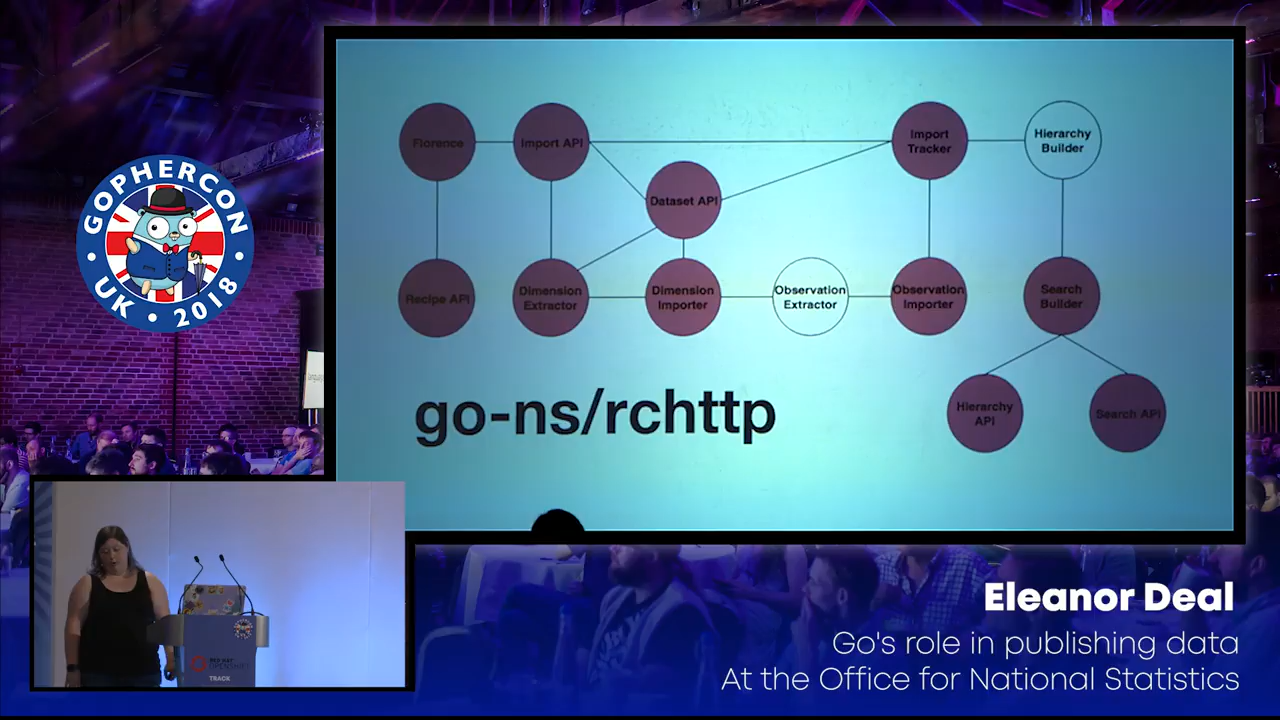 GOPHERCON
UK • 2018
Florence
Import API
Import
Tracker
Hierarchy
Builder
Dataset API
Recipe API
Dimension
Extractor
Dimension
Importer
Observation
Extractor
Observation
Importer
Search
Builder
Hierarchy
API
Search API
go-ns/rchttp
TRACK
Eleanor Deal
Go's role in publishing data
At the Office for National Statistics